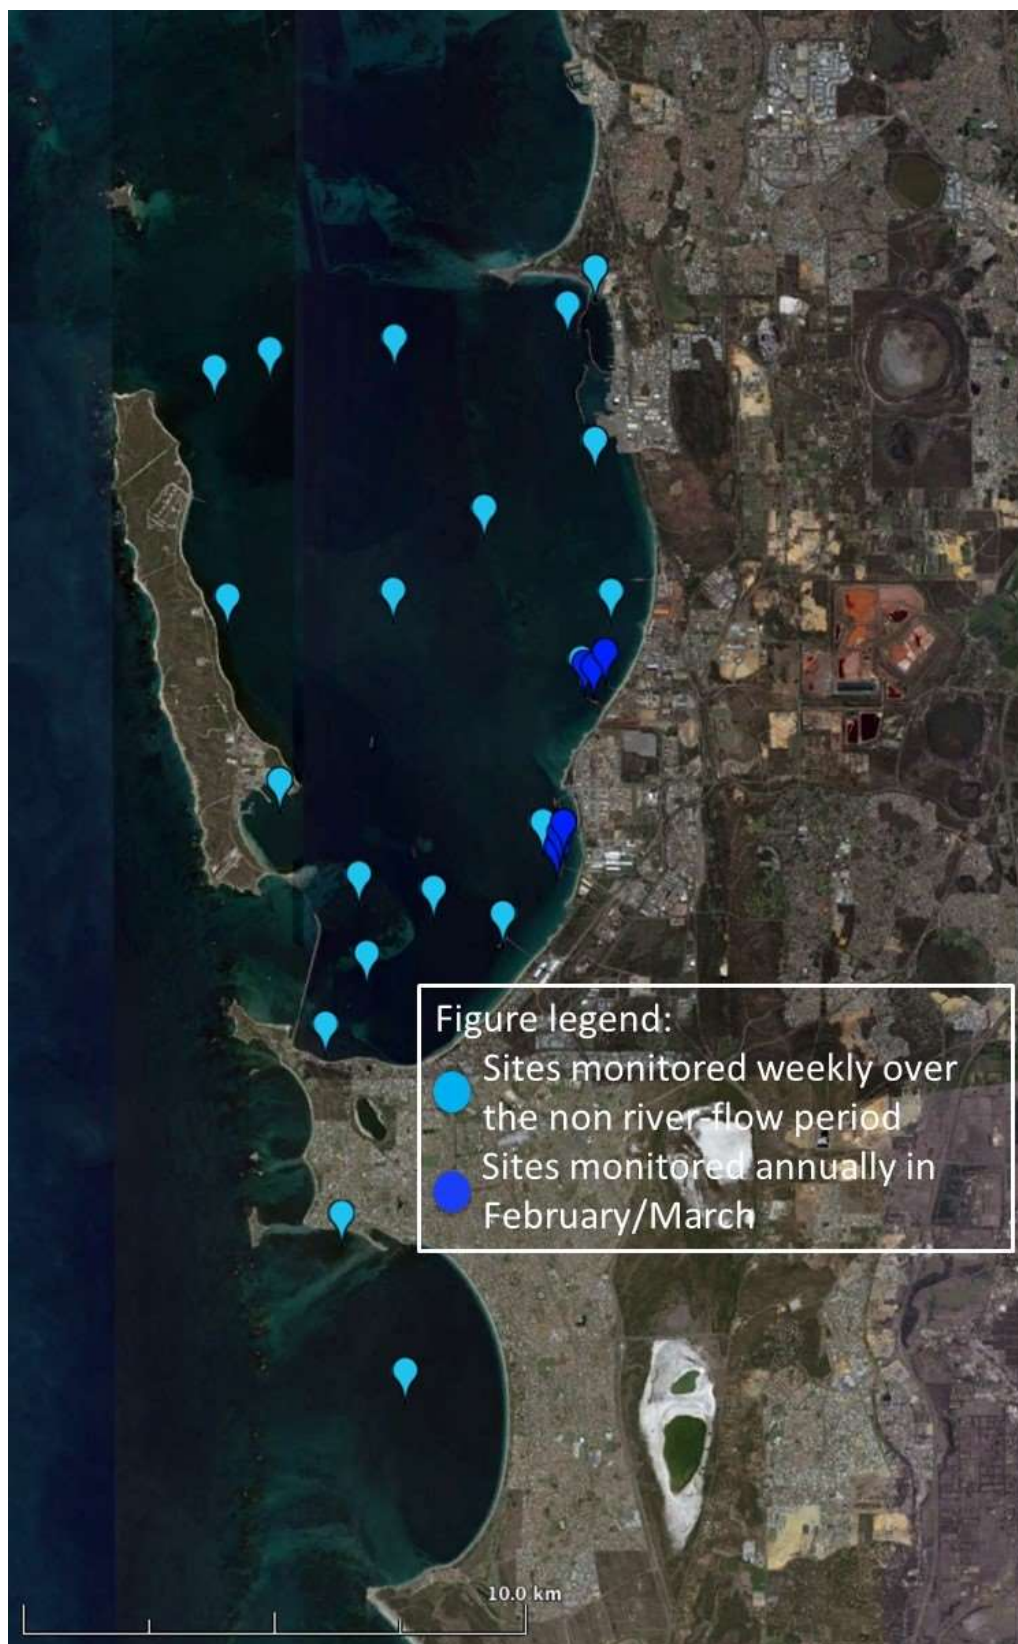 Figure legend:
Sites monitored weekly over
the non river-flow period
Sites monitored annually in
February/March
10.0 km